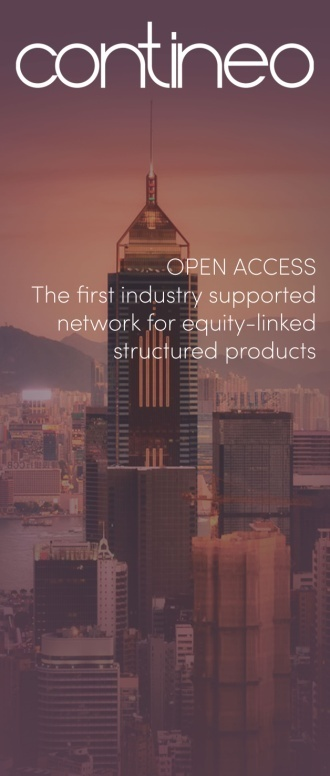 contineo
OPEN ACCESS
The first industry supported
network for equity-linked
structured products
PHILIPS